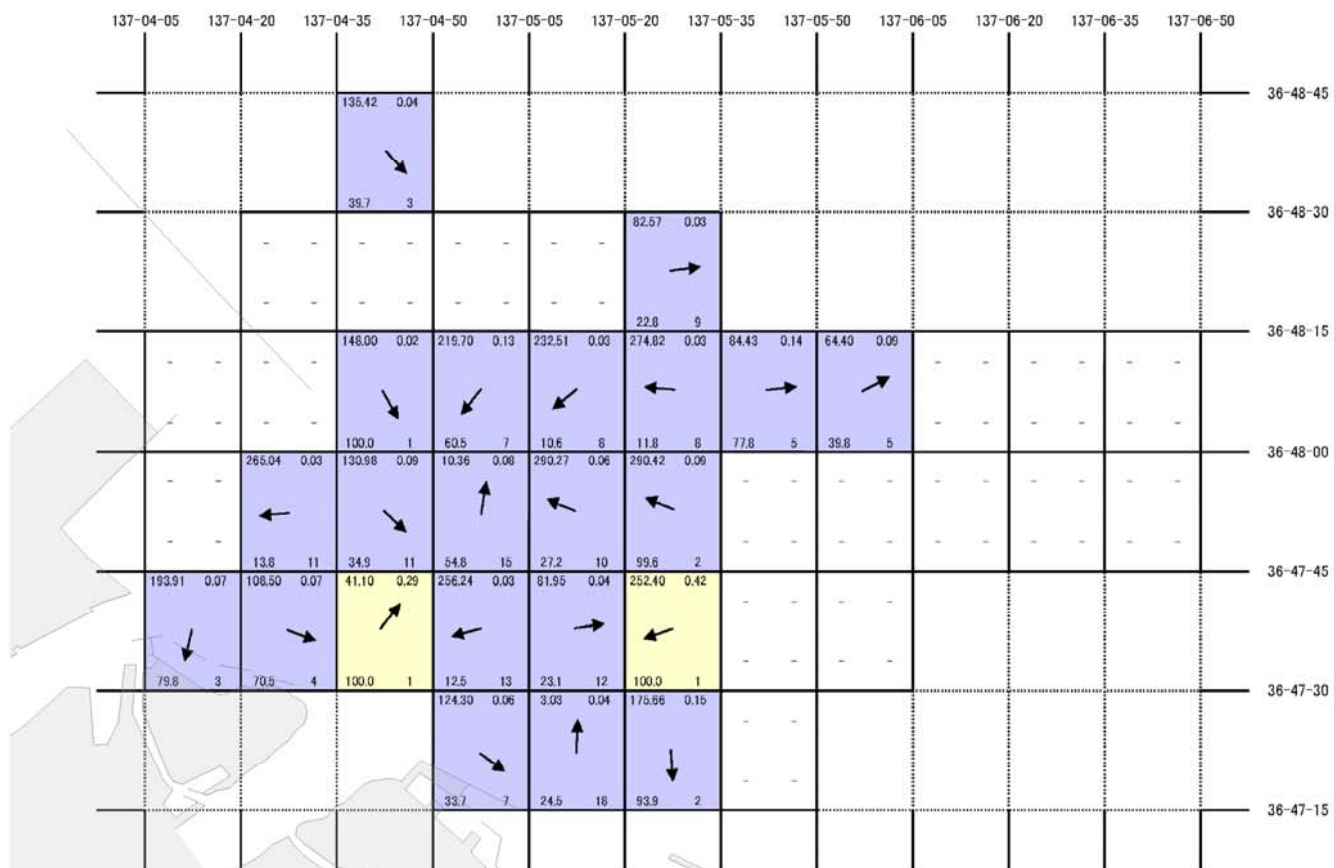 137-04-05 137-04-20 137-04-35 137-04-50 137-05-05 137-05-20 137-05-35 137-05-50 137-06-05 137-06-20 137-06-35 137-06-50
36-48-45
135.42 0.04
39.7 3
36-48-30
82.57 0.03
- - - - - - - -
- - - - - - - -
22.8 9
36-48-15
148.00 0.02 219.70 0.13 232.51 0.03 274.82 0.03 84.43 0.14 64.40 0.09
- - - - - - - - - -
- - - - - - - - - -
100.0 1 60.5 7 10.6 8 11.8 8 77.8 5 39.8 5
36-48-00
265.04 0.03 130.98 0.09 10.36 0.08 290.27 0.06 290.42 0.09
- - - - - - - - - - - -
- - - - - - - - - - - -
13.8 11 34.9 11 54.8 15 27.2 10 99.6 2
36-47-45
193.91 0.07 108.50 0.07 41.10 0.29 256.24 0.03 81.95 0.04 252.40 0.42
- - - -
- - - -
79.8 3 70.5 4 100.0 1 12.5 13 23.1 12 100.0 1
36-47-30
124.30 0.06 3.03 0.04 175.66 0.15
- -
- -
33.7 7 24.5 18 93.9 2
36-47-15